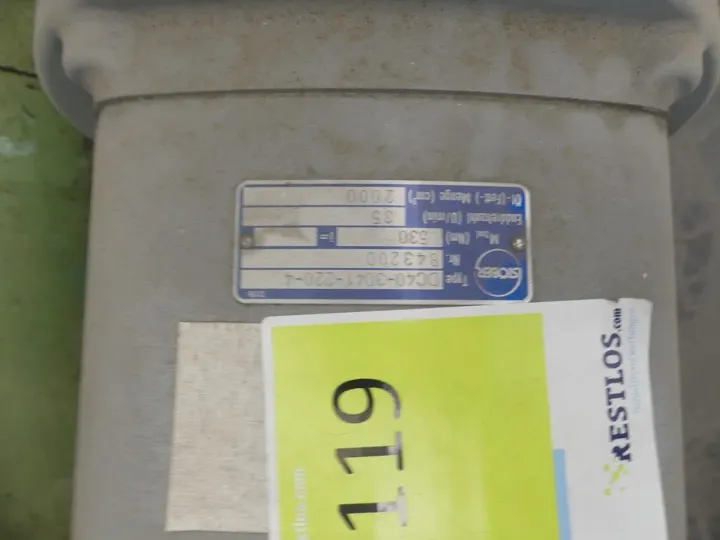 STÖBER
Type DC40-3041-220-4
Nr. 843200
M2zul (Nm) 530 i =
Enddrehzahl (U/min) 35
Öl-(Fett-) Menge (cm³) 2000
119
RESTLOS.com